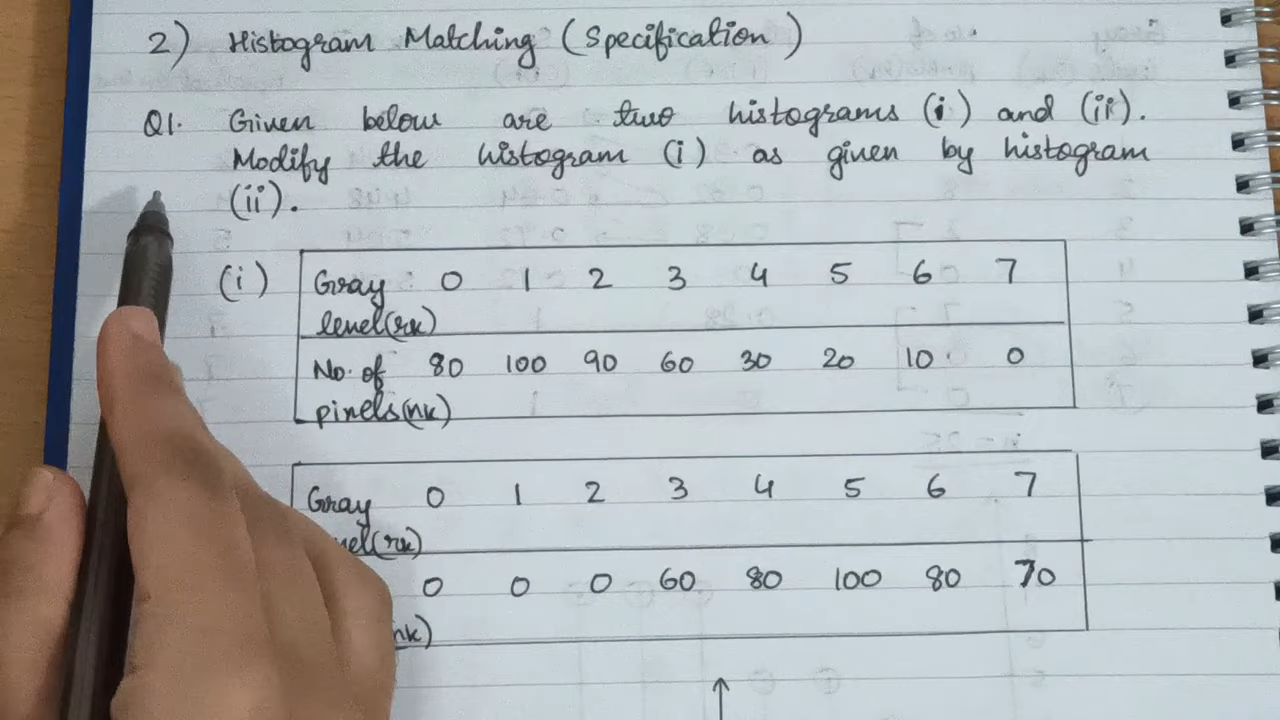 2) Histogram Matching (Specification)
Q1. Given below are two histograms (i) and (ii).
Modify the histogram (i) as given by histogram
(ii).
(i) Gray 0 1 2 3 4 5 6 7
level(rk)
No. of 80 100 90 60 30 20 10 0
pixels(nk)
Gray 0 1 2 3 4 5 6 7
(rk)
0 0 0 60 80 100 80 70
nk)